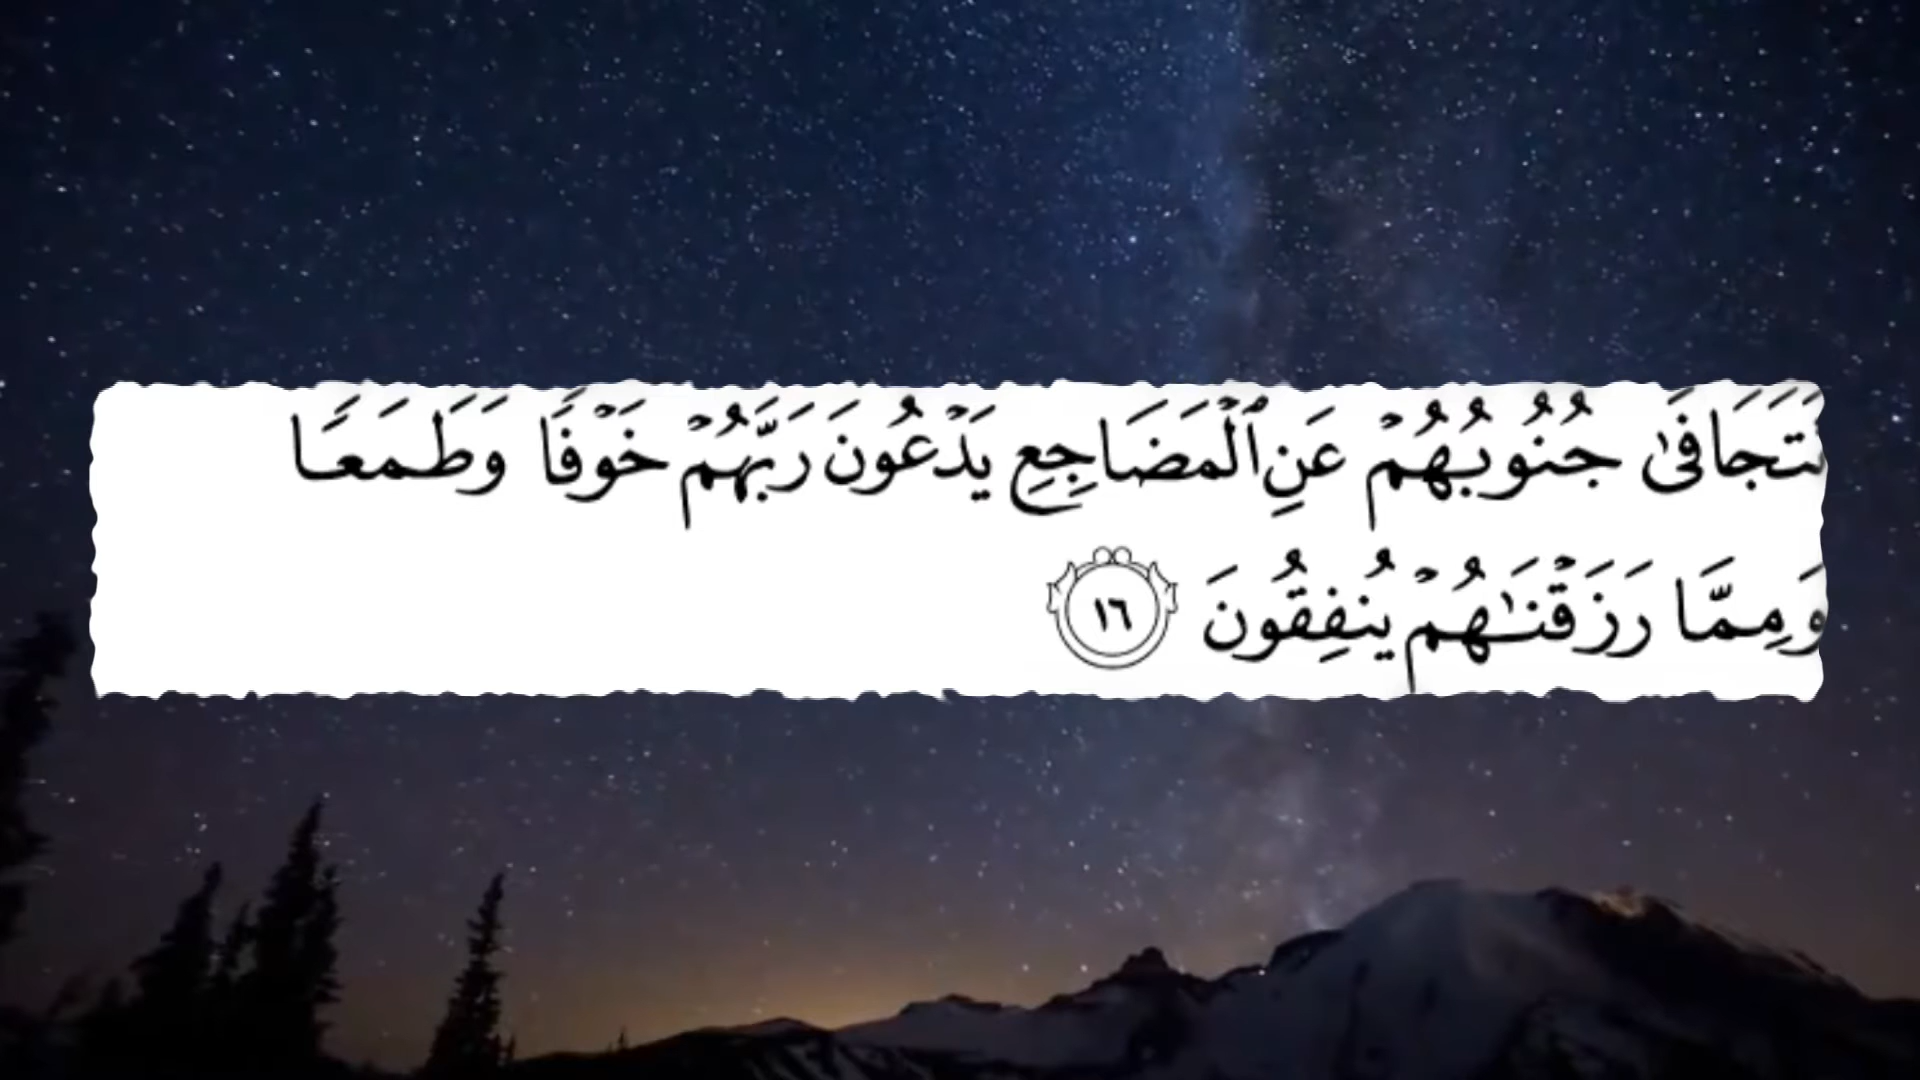 تَتَجَافَىٰ جُنُوبُهُمْ عَنِ ٱلْمَضَاجِعِ يَدْعُونَ رَبَّهُمْ خَوْفًا وَطَمَعًا
وَمِمَّا رَزَقْنَـٰهُمْ يُنفِقُونَ ١٦